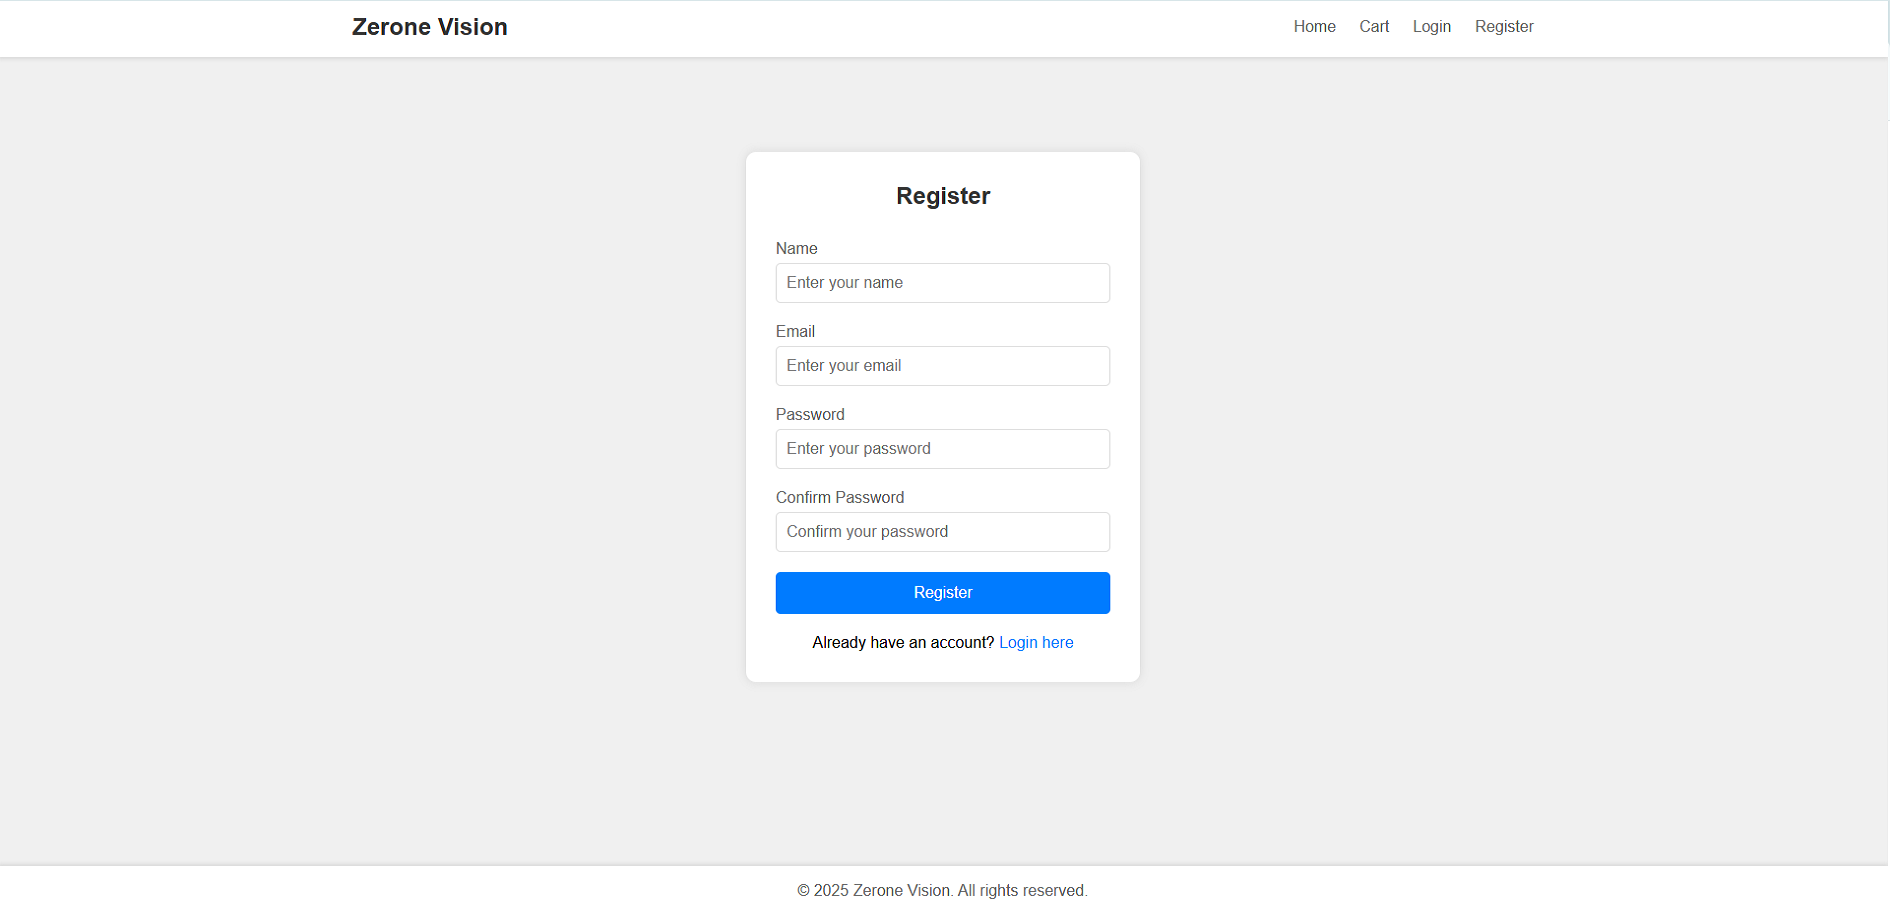 Zerone Vision Home Cart Login Register
Register
Name
Enter your name
Email
Enter your email
Password
Enter your password
Confirm Password
Confirm your password
Register
Already have an account? Login here
© 2025 Zerone Vision. All rights reserved.